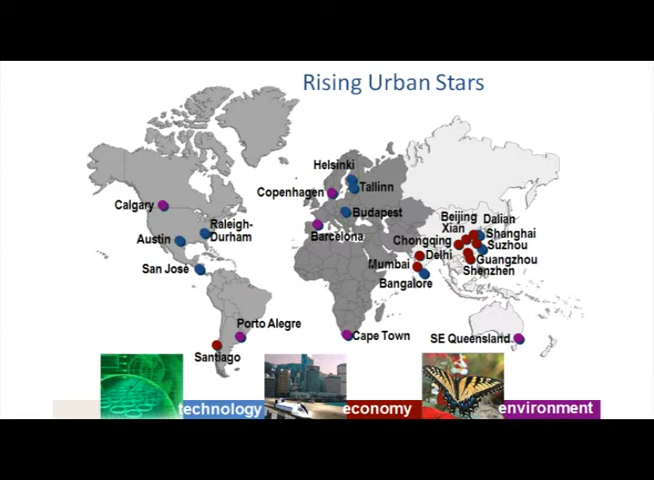 Rising Urban Stars
Helsinki
Copenhagen
Tallinn
Calgary
Budapest
Raleigh-
Durham
Austin
Barcelona
San José
Beijing
Dalian
Xian
Shanghai
Chongqing
Suzhou
Delhi
Guangzhou
Mumbai
Shenzhen
Bangalore
Porto Alegre
Cape Town
SE Queensland
Santiago
technology
economy
environment